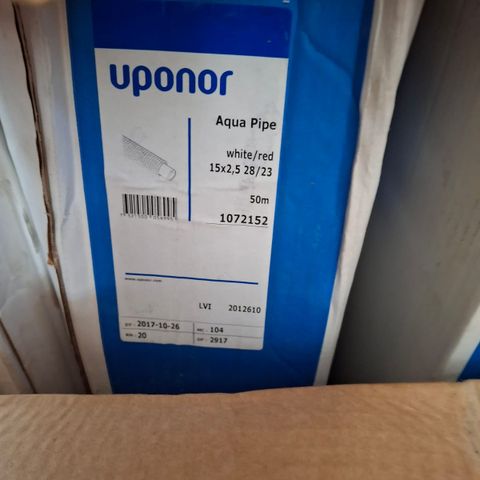 uponor
Aqua Pipe
white/red
15x2,5 28/23
50m
1072152
www.uponor.com
LVI 2012610
2017-10-26
104
20
2917